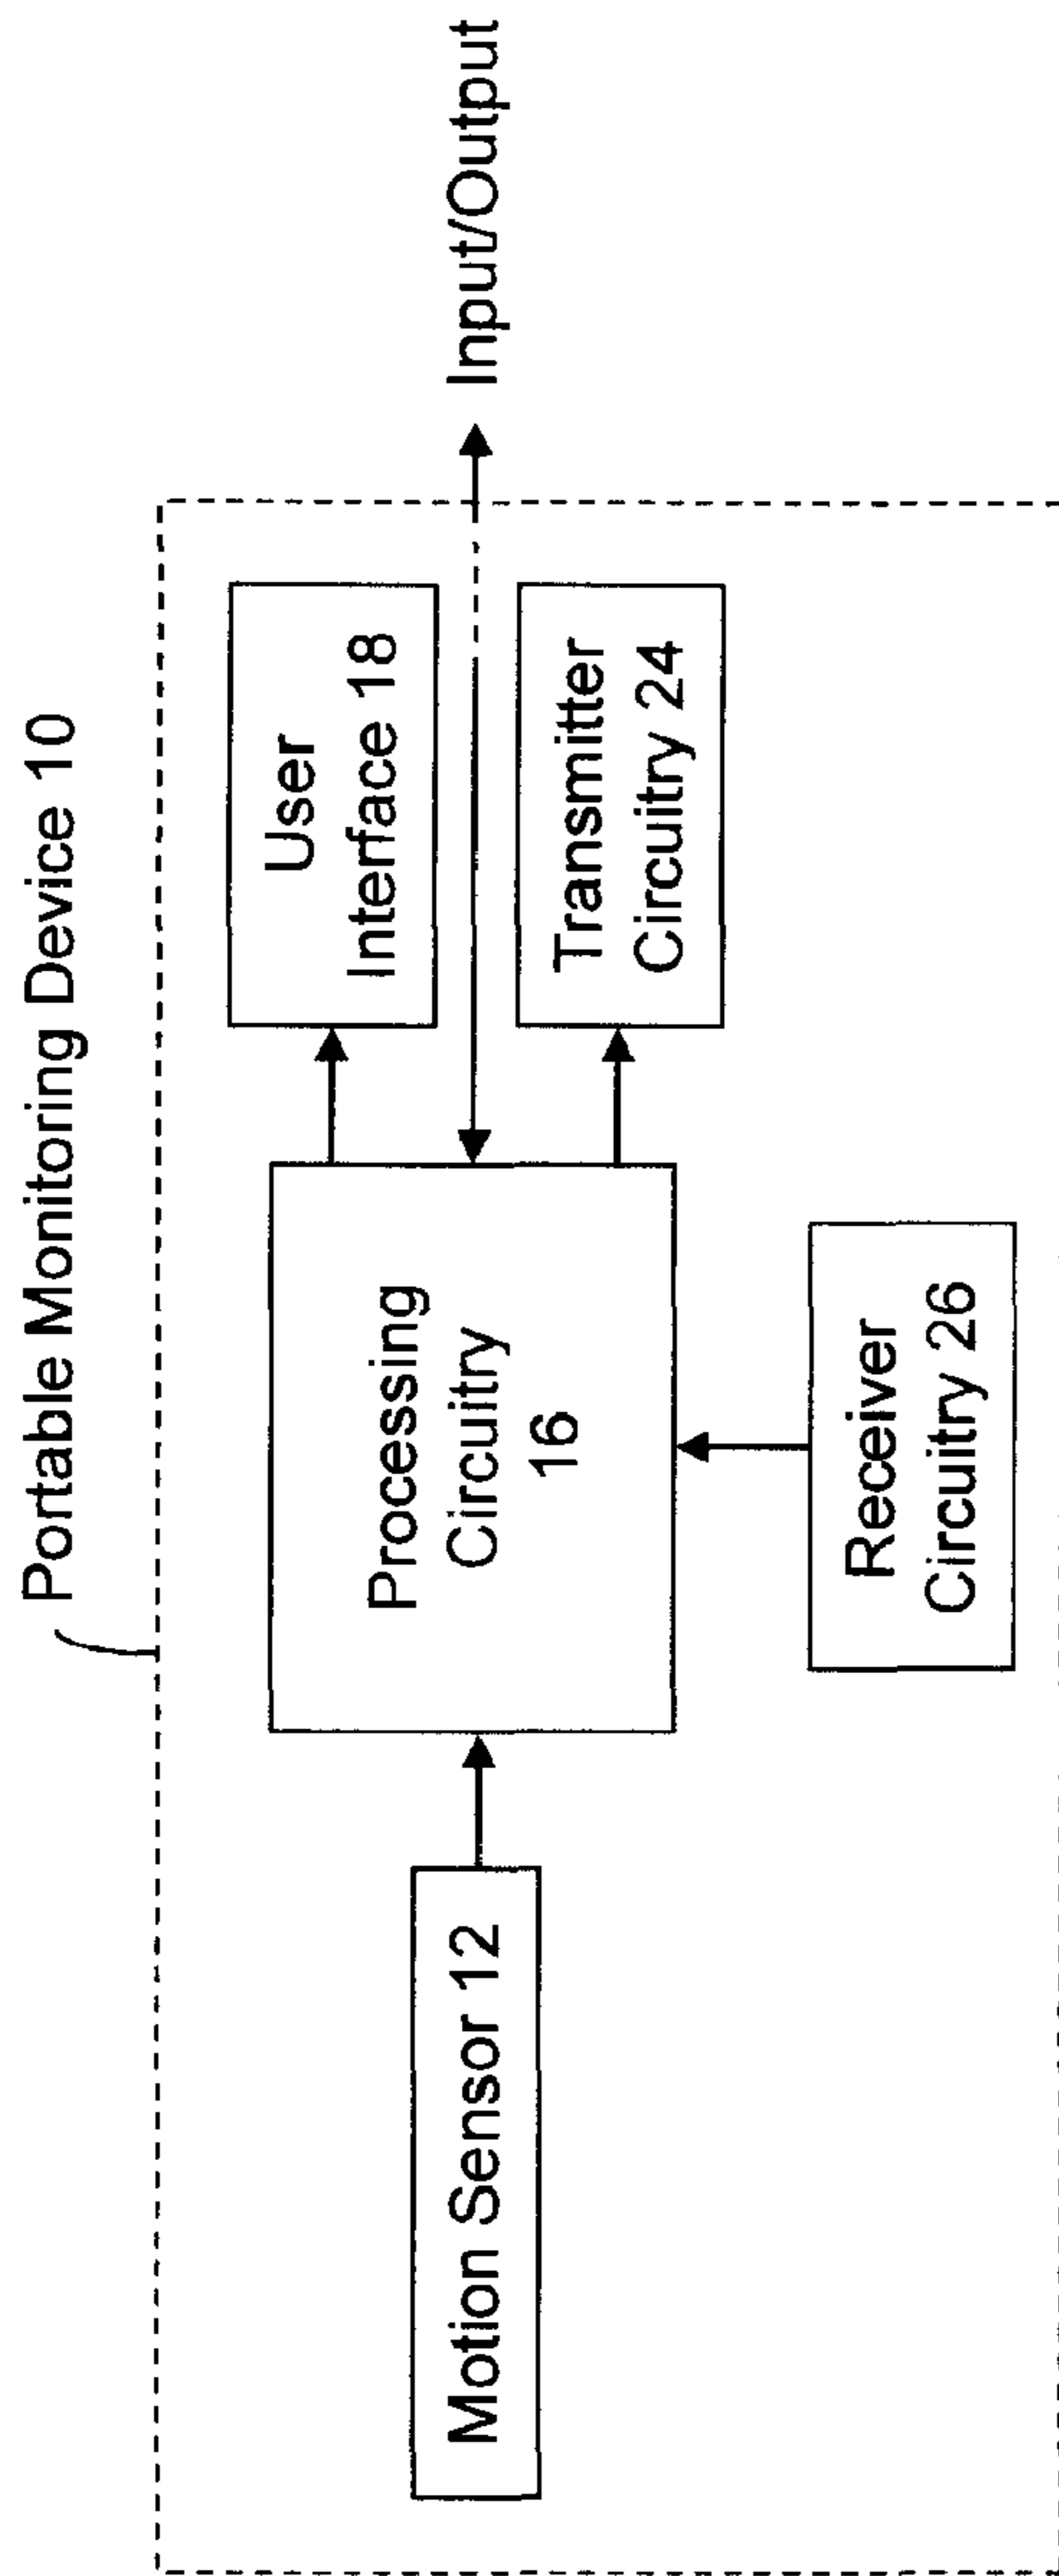 Portable Monitoring Device 10
Motion Sensor 12
Processing
Circuitry
16
User
Interface 18
Input/Output
Transmitter
Circuitry 24
Receiver
Circuitry 26